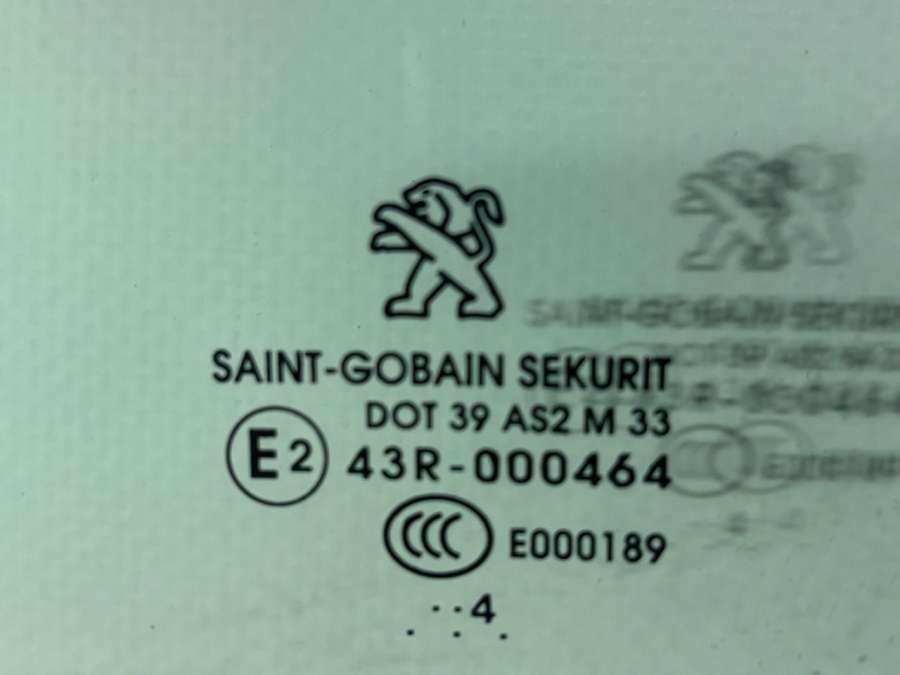 SAINT-GOBAIN SEKURIT
DOT 39 AS2 M 33
E2 43R-000464
CCC E000189
..4
. . .